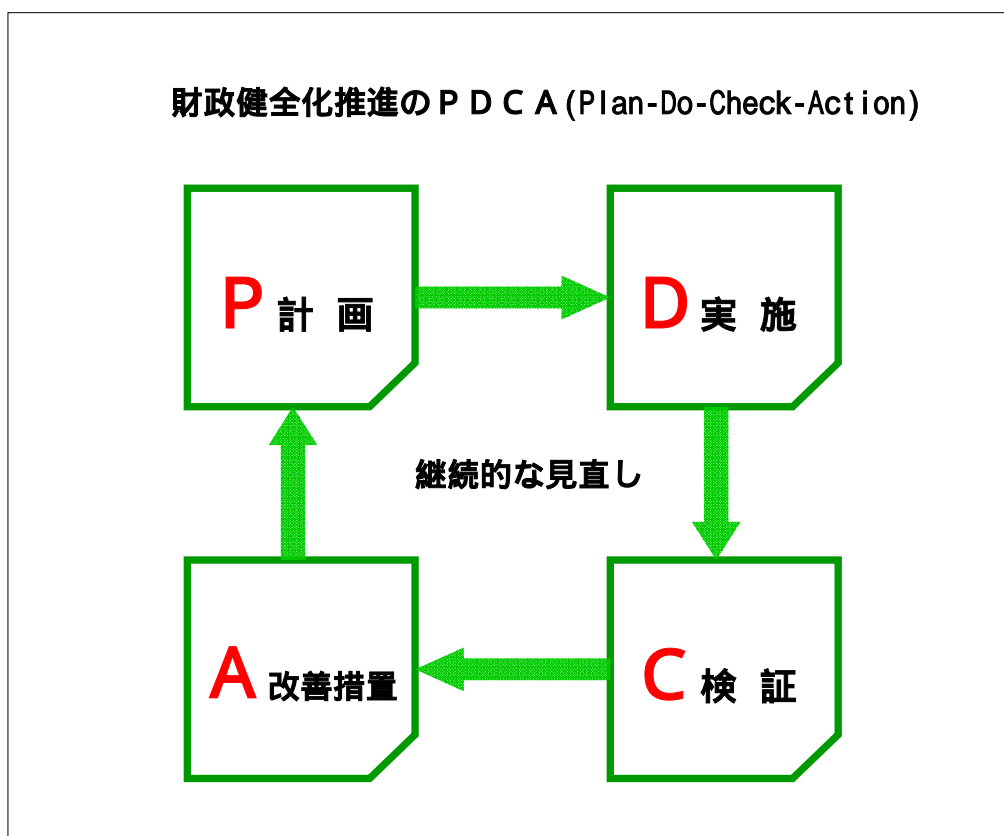 財政健全化推進のＰＤＣＡ(Plan-Do-Check-Action)
P 計 画
D 実 施
継続的な見直し
A 改善措置
C 検 証